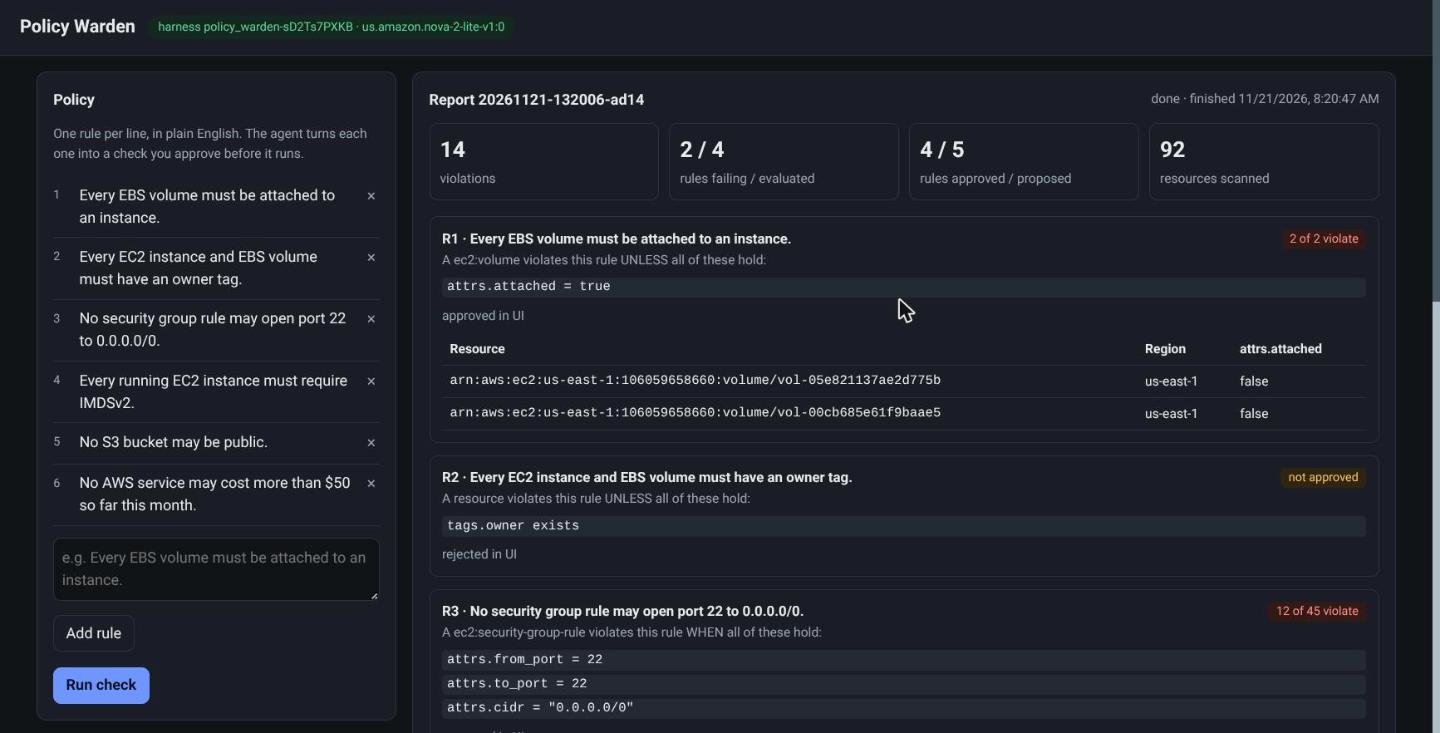 Policy Warden harness policy_warden-sD2Ts7PXKB · us.amazon.nova-2-lite-v1:0
Policy
One rule per line, in plain English. The agent turns each
one into a check you approve before it runs.
1 Every EBS volume must be attached to ×
an instance.
2 Every EC2 instance and EBS volume ×
must have an owner tag.
3 No security group rule may open port 22 ×
to 0.0.0.0/0.
4 Every running EC2 instance must require ×
IMDSv2.
5 No S3 bucket may be public. ×
6 No AWS service may cost more than $50 ×
so far this month.
e.g. Every EBS volume must be attached to an
instance.
Add rule
Run check
Report 20261121-132006-ad14 done · finished 11/21/2026, 8:20:47 AM
14 2 / 4 4 / 5 92
violations rules failing / evaluated rules approved / proposed resources scanned
R1 · Every EBS volume must be attached to an instance. 2 of 2 violate
A ec2:volume violates this rule UNLESS all of these hold:
attrs.attached = true
approved in UI
Resource Region attrs.attached
arn:aws:ec2:us-east-1:106059658660:volume/vol-05e821137ae2d775b us-east-1 false
arn:aws:ec2:us-east-1:106059658660:volume/vol-00cb685e61f9baae5 us-east-1 false
R2 · Every EC2 instance and EBS volume must have an owner tag. not approved
A resource violates this rule UNLESS all of these hold:
tags.owner exists
rejected in UI
R3 · No security group rule may open port 22 to 0.0.0.0/0. 12 of 45 violate
A ec2:security-group-rule violates this rule WHEN all of these hold:
attrs.from_port = 22
attrs.to_port = 22
attrs.cidr = "0.0.0.0/0"